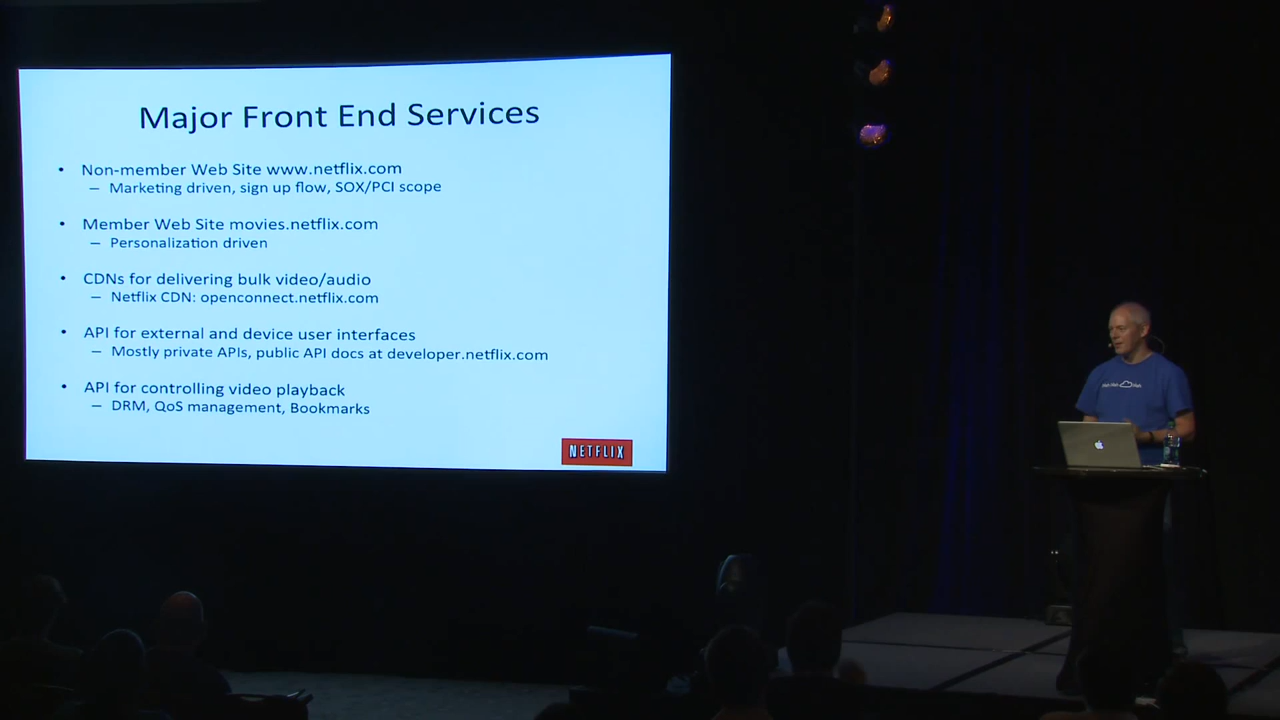 Major Front End Services
• Non-member Web Site www.netflix.com
– Marketing driven, sign up flow, SOX/PCI scope
• Member Web Site movies.netflix.com
– Personalization driven
• CDNs for delivering bulk video/audio
– Netflix CDN: openconnect.netflix.com
• API for external and device user interfaces
– Mostly private APIs, public API docs at developer.netflix.com
• API for controlling video playback
– DRM, QoS management, Bookmarks
NETFLIX